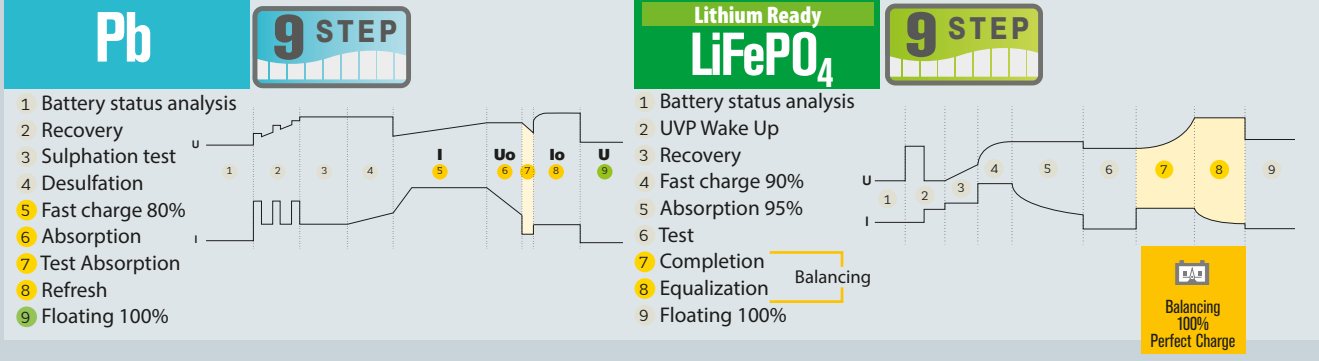 Pb
9 STEP
1 Battery status analysis
2 Recovery
3 Sulphation test
4 Desulfation
5 Fast charge 80%
6 Absorption
7 Test Absorption
8 Refresh
9 Floating 100%
U
I
I Uo Io U
1 2 3 4 5 6 7 8 9
Lithium Ready
LiFePO4
9 STEP
1 Battery status analysis
2 UVP Wake Up
3 Recovery
4 Fast charge 90%
5 Absorption 95%
6 Test
7 Completion
8 Equalization
9 Floating 100%
Balancing
U
I
1 2 3 4 5 6 7 8 9
Balancing
100%
Perfect Charge